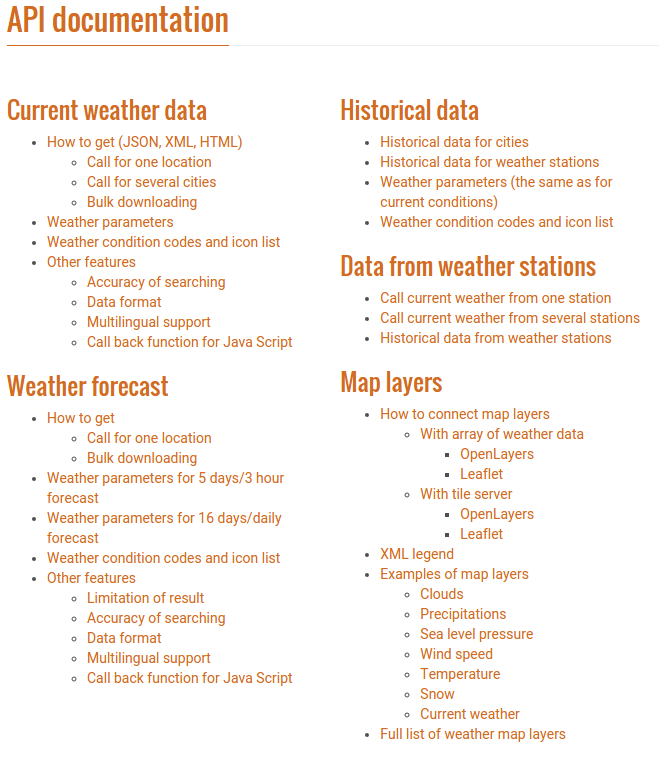 API documentation
Current weather data
How to get (JSON, XML, HTML)
Call for one location
Call for several cities
Bulk downloading
Weather parameters
Weather condition codes and icon list
Other features
Accuracy of searching
Data format
Multilingual support
Call back function for Java Script
Weather forecast
How to get
Call for one location
Bulk downloading
Weather parameters for 5 days/3 hour
forecast
Weather parameters for 16 days/daily
forecast
Weather condition codes and icon list
Other features
Limitation of result
Accuracy of searching
Data format
Multilingual support
Call back function for Java Script
Historical data
Historical data for cities
Historical data for weather stations
Weather parameters (the same as for
current conditions)
Weather condition codes and icon list
Data from weather stations
Call current weather from one station
Call current weather from several stations
Historical data from weather stations
Map layers
How to connect map layers
With array of weather data
OpenLayers
Leaflet
With tile server
OpenLayers
Leaflet
XML legend
Examples of map layers
Clouds
Precipitations
Sea level pressure
Wind speed
Temperature
Snow
Current weather
Full list of weather map layers